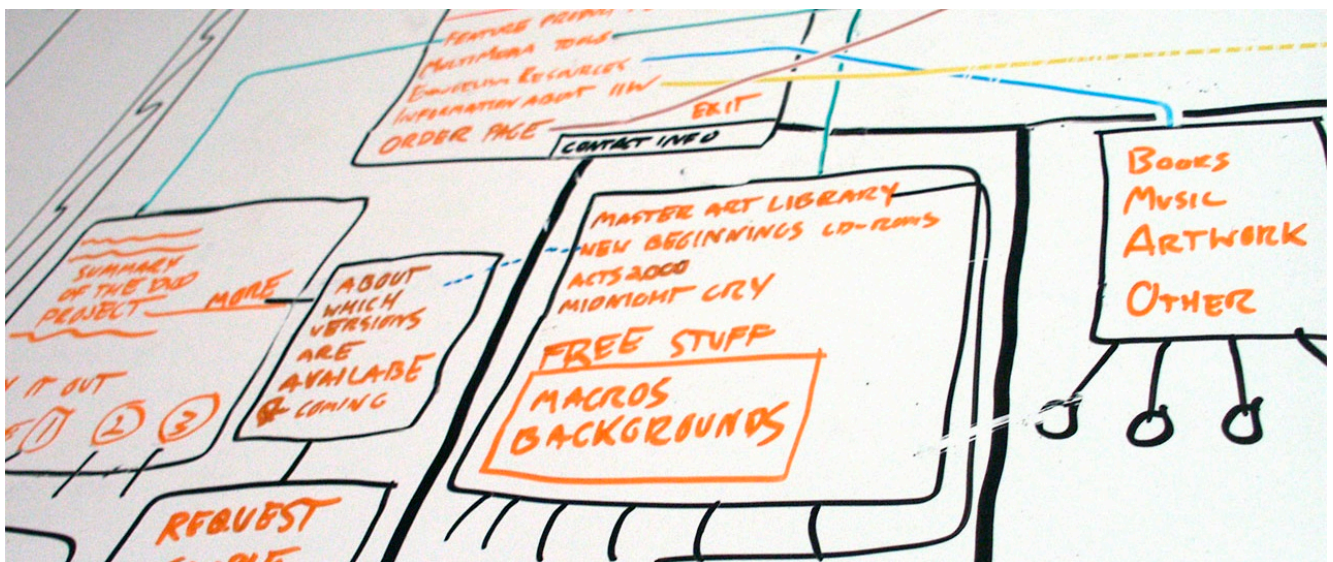 FEATURE
MULTIMEDIA TOOLS
EVANGELISM RESOURCES
INFORMATION ABOUT IIW
EXIT
ORDER PAGE
CONTACT INFO
SUMMARY
OF THE DVD
PROJECT
MORE
IT OUT
1 2 3
ABOUT
WHICH
VERSIONS
ARE
AVAILABE
& COMING
REQUEST
MASTER ART LIBRARY
NEW BEGINNINGS CD-ROMS
ACTS 2000
MIDNIGHT CRY
FREE STUFF
MACROS
BACKGROUNDS
BOOKS
MUSIC
ARTWORK
OTHER